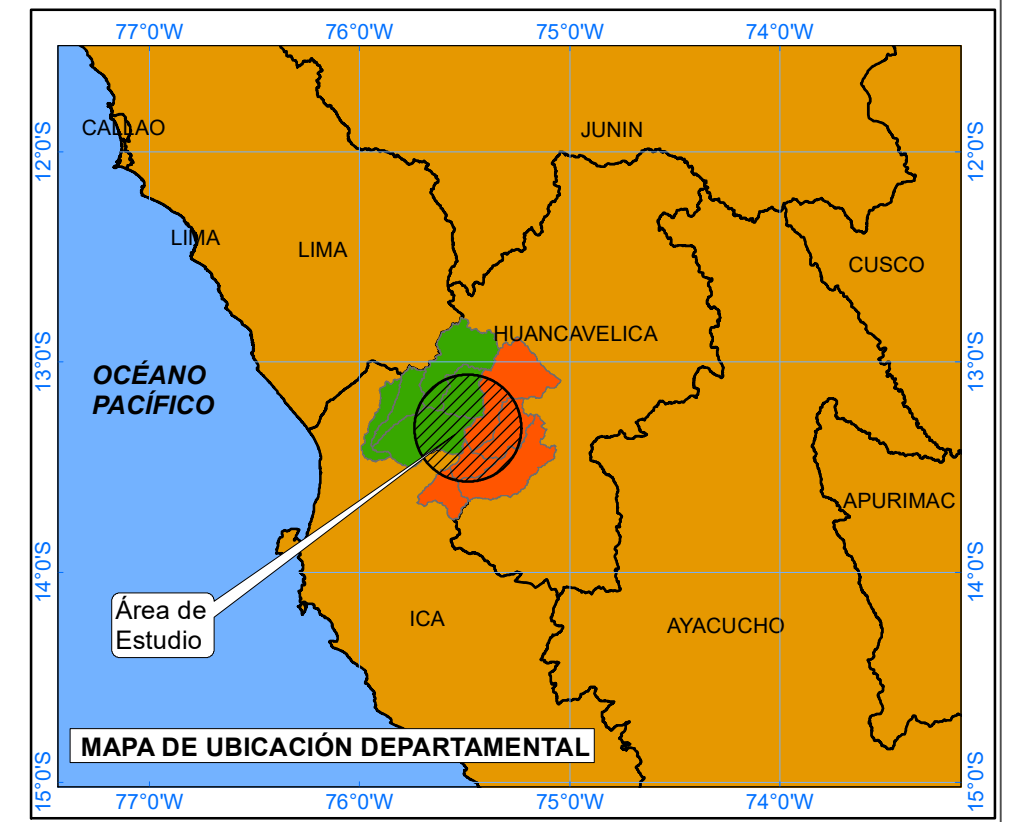 77°0'W 76°0'W 75°0'W 74°0'W
CALLAO
JUNIN
12°0'S 12°0'S
LIMA
LIMA
CUSCO
HUANCAVELICA
13°0'S 13°0'S
OCÉANO
PACÍFICO
APURIMAC
14°0'S 14°0'S
Área de
Estudio
ICA
AYACUCHO
MAPA DE UBICACIÓN DEPARTAMENTAL
15°0'S 15°0'S
77°0'W 76°0'W 75°0'W 74°0'W